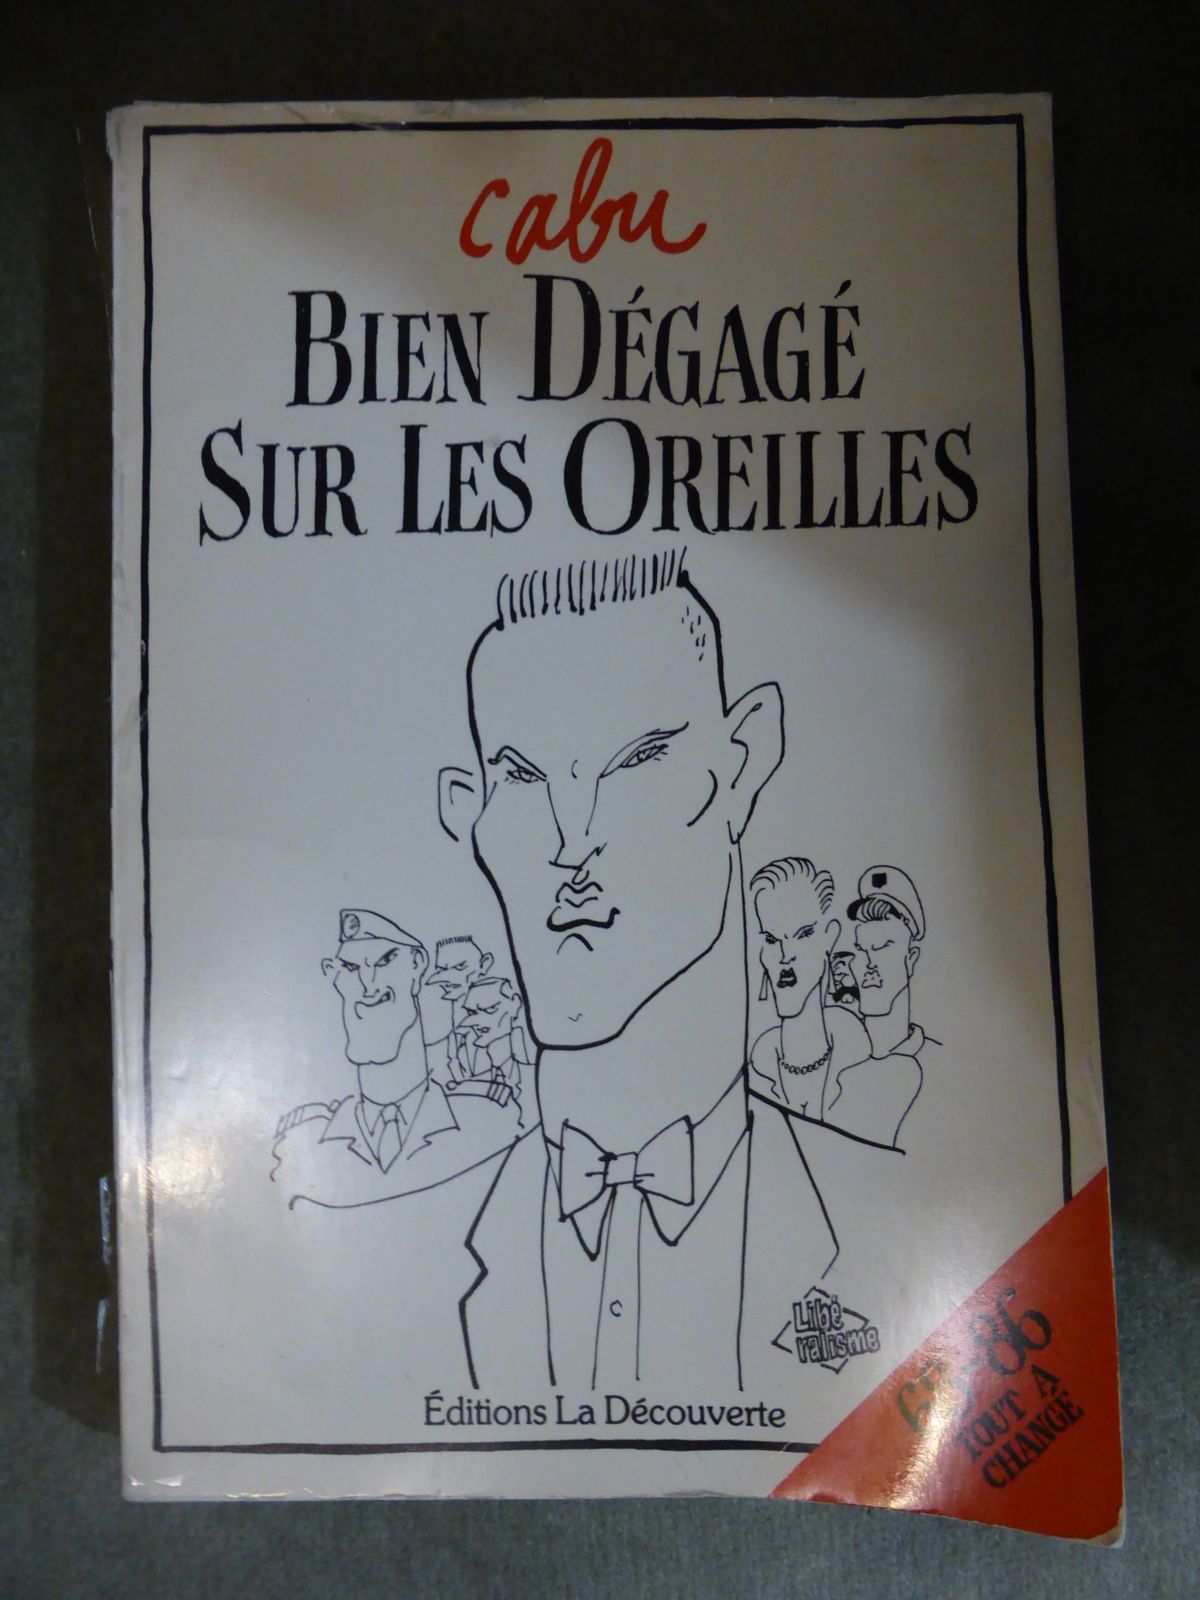 cabu
BIEN DÉGAGÉ
SUR LES OREILLES
Libé
ralisme
Éditions La Découverte
TOUT A
CHANGÉ